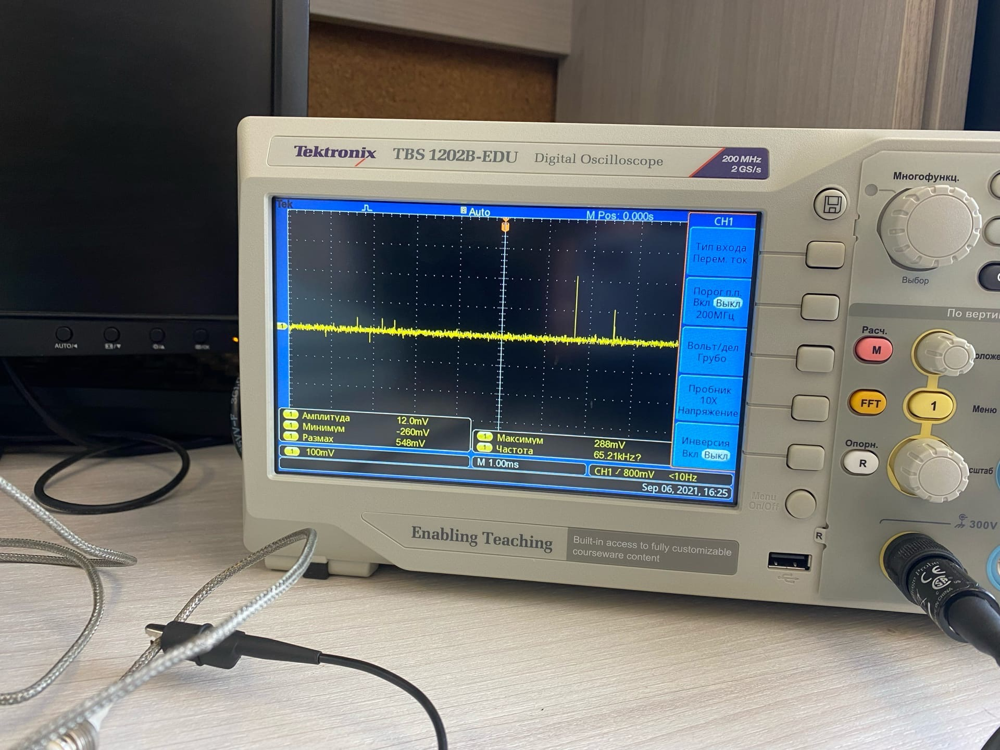 Tektronix TBS 1202B-EDU Digital Oscilloscope
200 MHz
2 GS/s
Tek
Auto
M Pos: 0.000s
CH1
Тип входа
Перем. ток
Порог п.п.
Вкл Выкл
200МГц
Вольт/дел
Грубо
Пробник
10X
Напряжение
Инверсия
Вкл Выкл
1
1 Амплитуда 12.0mV
1 Минимум -260mV
1 Размах 548mV
1 Максимум 288mV
1 Частота 65.21kHz?
1 100mV
M 1.00ms
CH1 800mV <10Hz
Sep 06, 2021, 16:25
Enabling Teaching
Built-in access to fully customizable
courseware content
Многофункц.
Выбор
По верти
Расч.
M
оложе
FFT
1
Меню
Опорн.
R
сштаб
Menu
On/Off
R
300V
AUTO/
CE